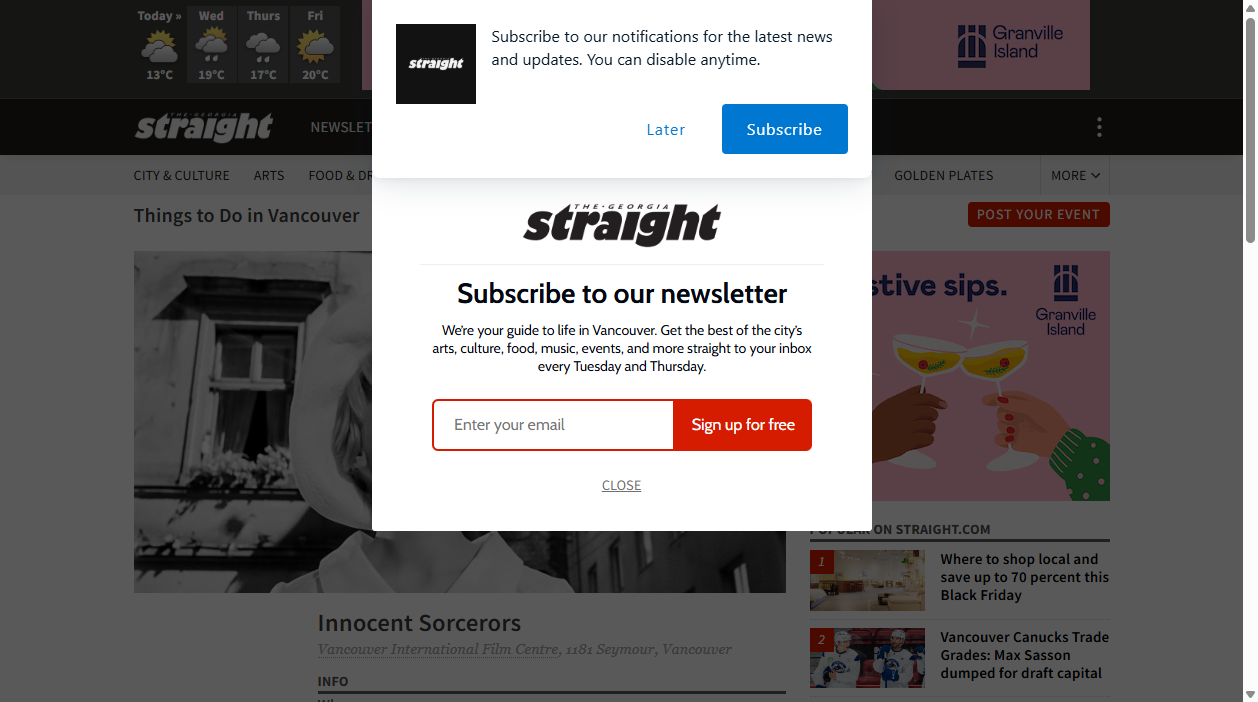 Today »
Wed
Thurs
Fri
13°C
19°C
17°C
20°C
straight
Subscribe to our notifications for the latest news
and updates. You can disable anytime.
Later
Subscribe
Granville
Island
THE GEORGIA
straight
NEWSLET
CITY & CULTURE
ARTS
FOOD & DR
GOLDEN PLATES
MORE
Things to Do in Vancouver
POST YOUR EVENT
THE·GEORGIA
straight
Subscribe to our newsletter
We're your guide to life in Vancouver. Get the best of the city's
arts, culture, food, music, events, and more straight to your inbox
every Tuesday and Thursday.
Enter your email
Sign up for free
CLOSE
stive sips.
Granville
Island
POPULAR ON STRAIGHT.COM
1
Where to shop local and
save up to 70 percent this
Black Friday
2
Vancouver Canucks Trade
Grades: Max Sasson
dumped for draft capital
Innocent Sorcerors
Vancouver International Film Centre, 1181 Seymour, Vancouver
INFO